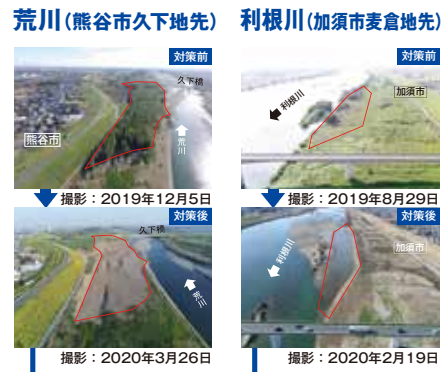 荒川(熊谷市久下地先)
対策前
久下橋
熊谷市
荒川
撮影：2019年12月5日
対策後
久下橋
荒川
撮影：2020年3月26日
利根川(加須市麦倉地先)
対策前
加須市
利根川
撮影：2019年8月29日
対策後
加須市
利根川
撮影：2020年2月19日